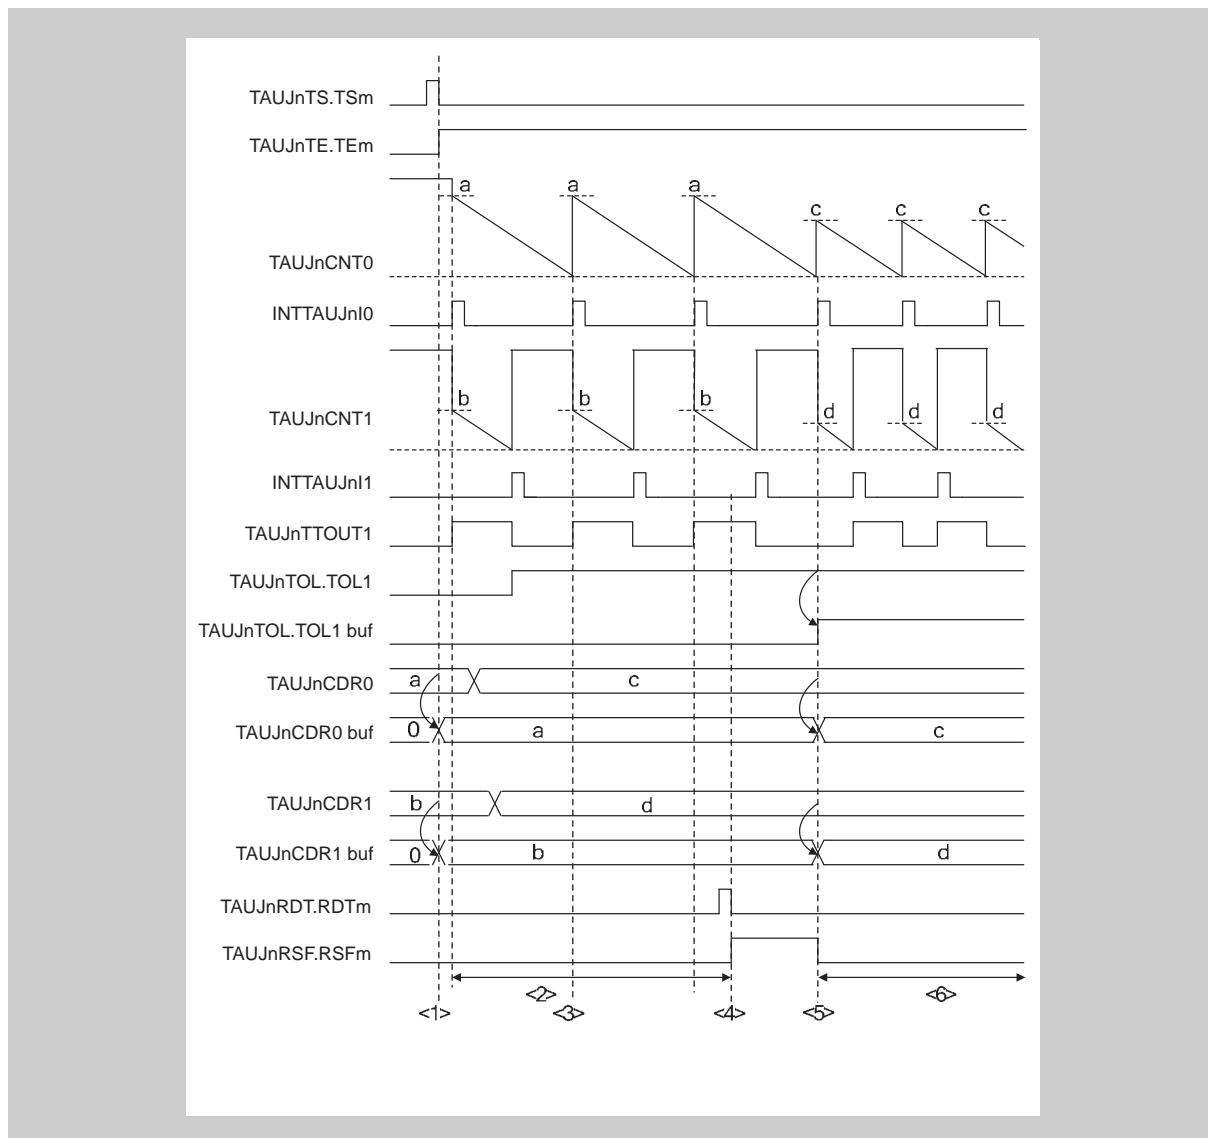 TAUJnTS.TSm
TAUJnTE.TEm
a a a c c c
TAUJnCNT0
INTTAUJnI0
b b b d d d
TAUJnCNT1
INTTAUJnI1
TAUJnTTOUT1
TAUJnTOL.TOL1
TAUJnTOL.TOL1 buf
TAUJnCDR0 a c
TAUJnCDR0 buf 0 a c
TAUJnCDR1 b d
TAUJnCDR1 buf 0 b d
TAUJnRDT.RDTm
TAUJnRSF.RSFm
<2> <6>
<1> <3> <4> <5>